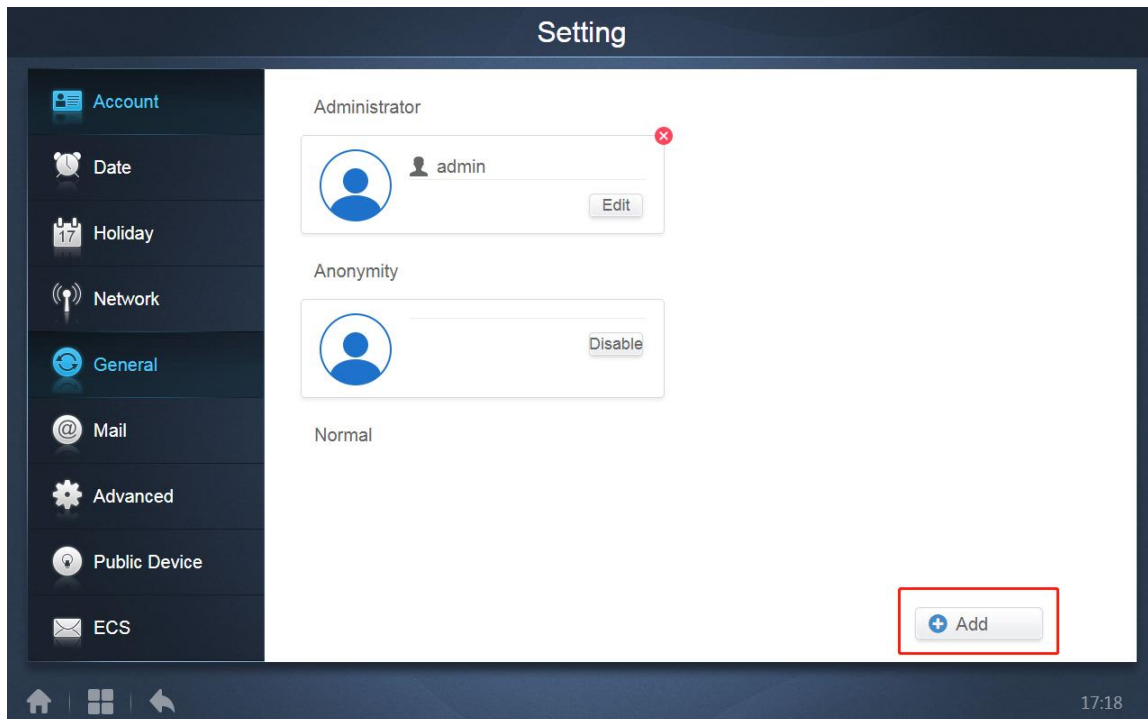 Setting
Account
Date
17
Holiday
Network
General
@
Mail
Advanced
Public Device
ECS
Administrator
admin
Edit
Anonymity
Disable
Normal
Add
17:18